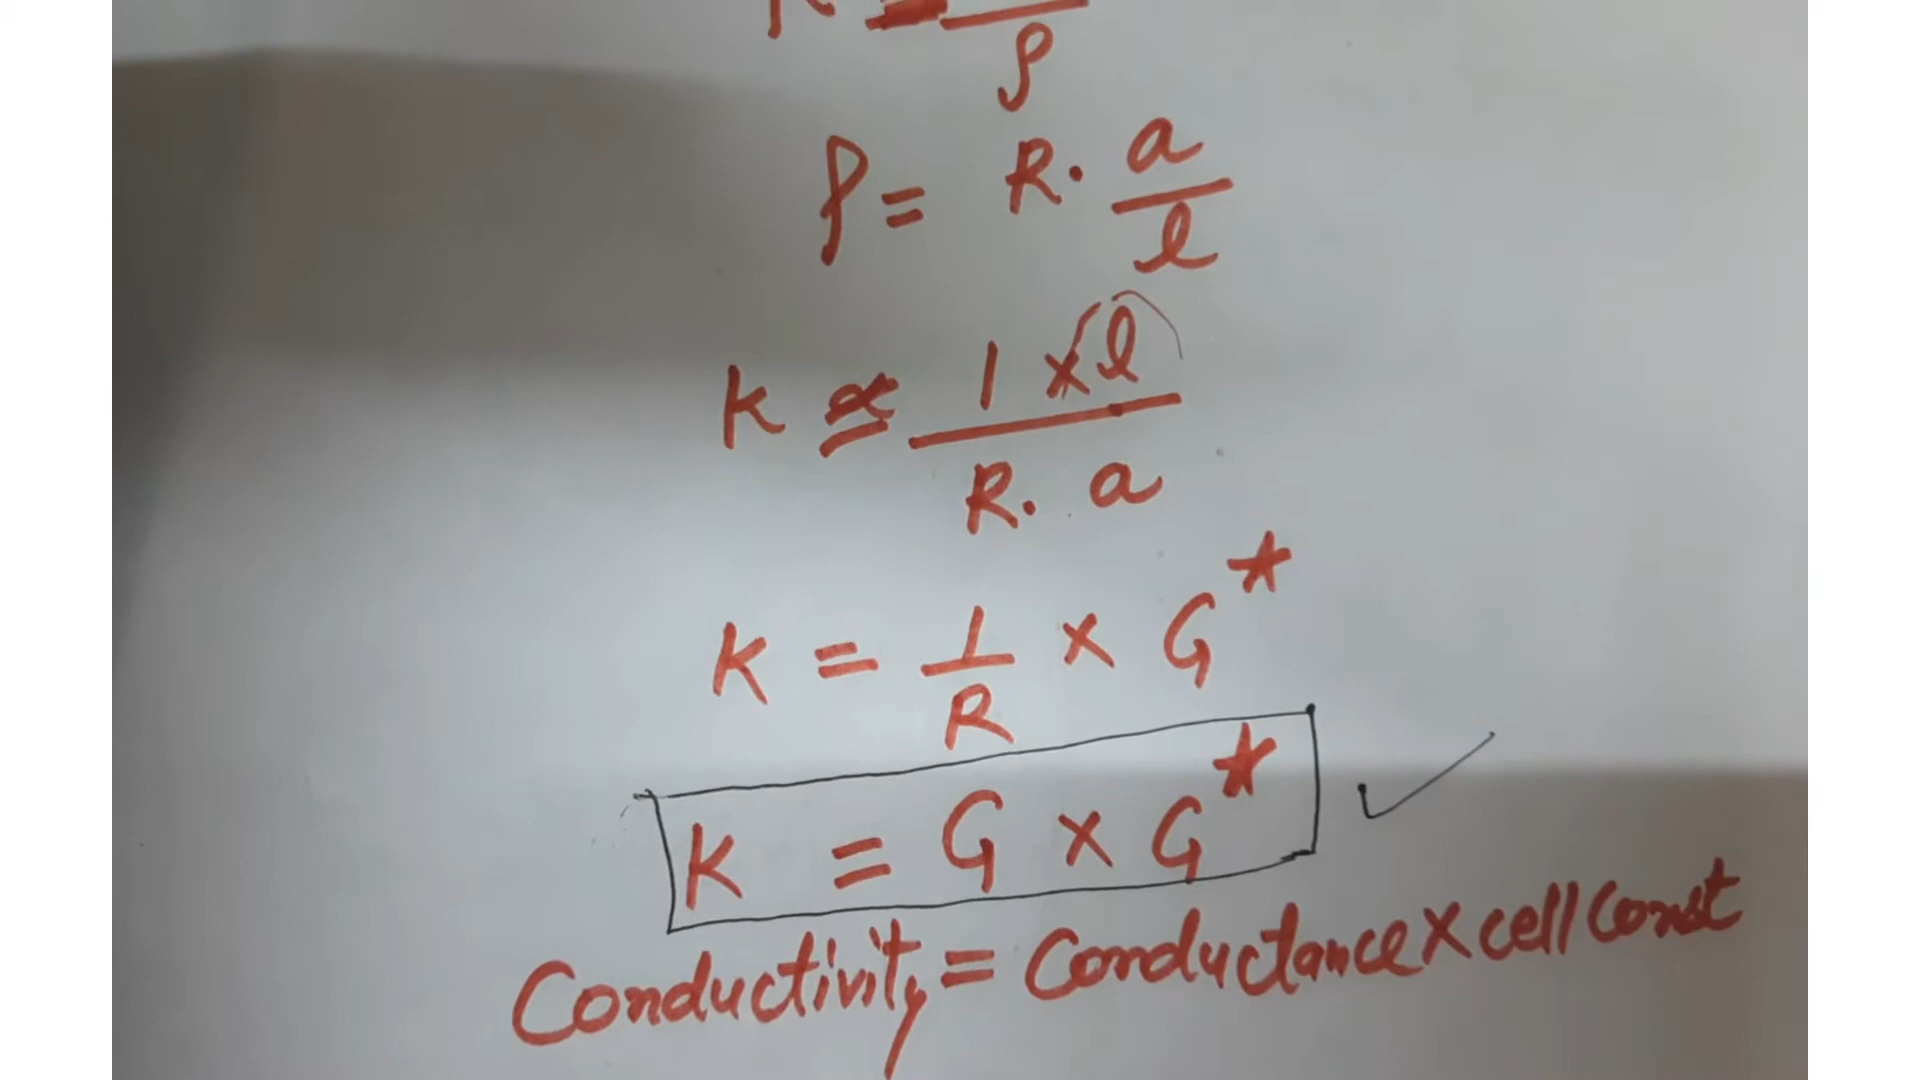 ρ
ρ = R. a/l
K = 1 x l / R. a
K = 1/R x G*
K = G x G*
Conductivity = Conductance x cell const